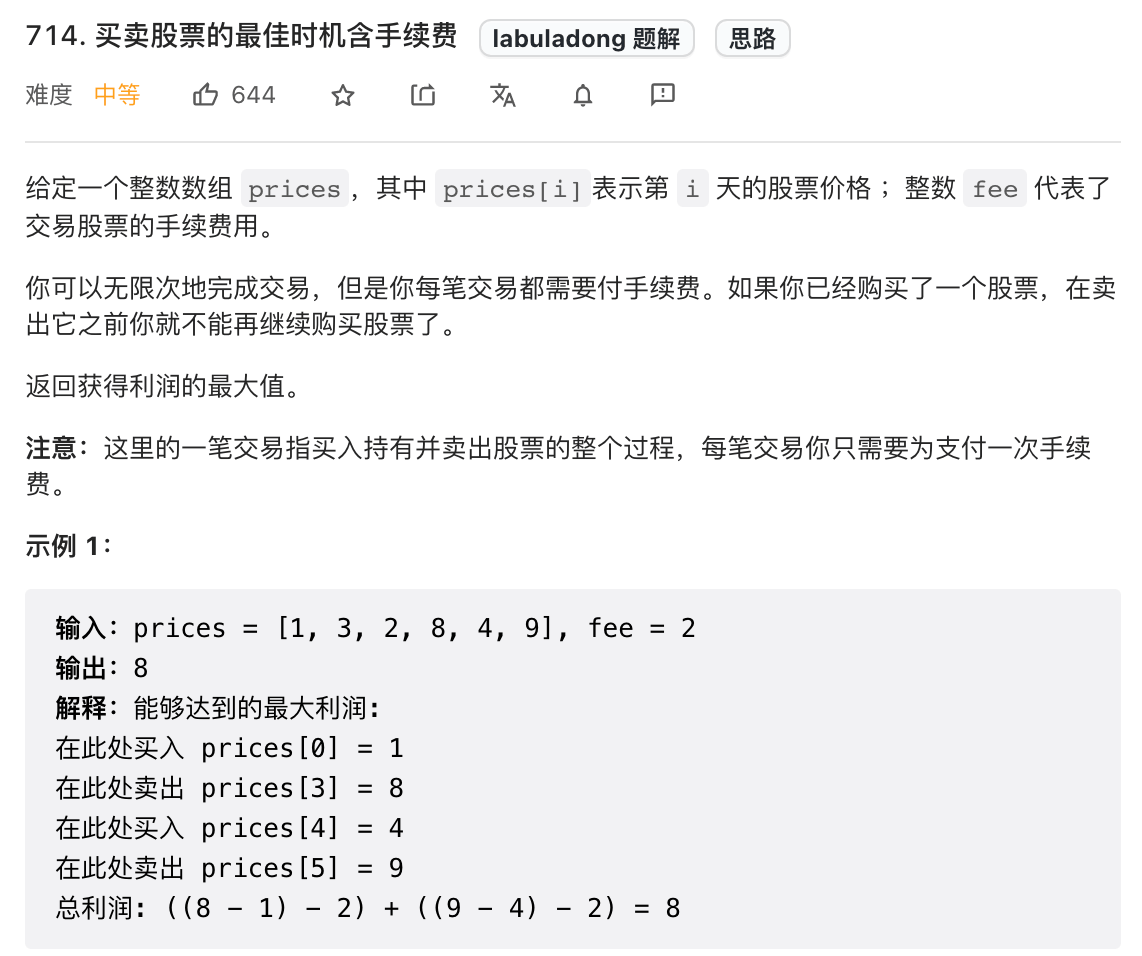 714. 买卖股票的最佳时机含手续费 labuladong 题解 思路
难度 中等 644
给定一个整数数组 prices，其中 prices[i]表示第 i 天的股票价格 ；整数 fee 代表了
交易股票的手续费用。
你可以无限次地完成交易，但是你每笔交易都需要付手续费。如果你已经购买了一个股票，在卖
出它之前你就不能再继续购买股票了。
返回获得利润的最大值。
注意：这里的一笔交易指买入持有并卖出股票的整个过程，每笔交易你只需要为支付一次手续
费。
示例 1：
输入：prices = [1, 3, 2, 8, 4, 9], fee = 2
输出：8
解释：能够达到的最大利润:
在此处买入 prices[0] = 1
在此处卖出 prices[3] = 8
在此处买入 prices[4] = 4
在此处卖出 prices[5] = 9
总利润: ((8 - 1) - 2) + ((9 - 4) - 2) = 8